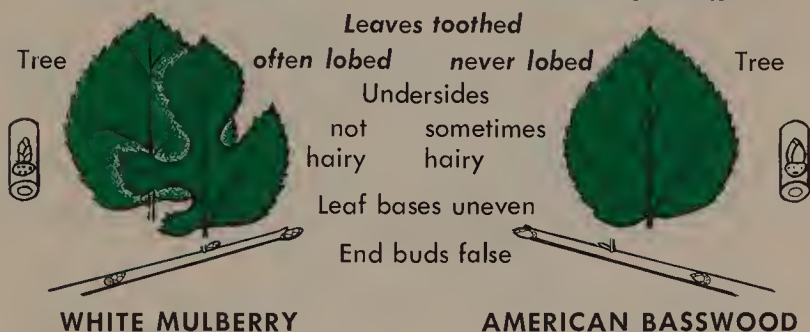 Leaves toothed
Tree often lobed never lobed Tree
Undersides
not sometimes
hairy hairy
Leaf bases uneven
End buds false
WHITE MULBERRY AMERICAN BASSWOOD